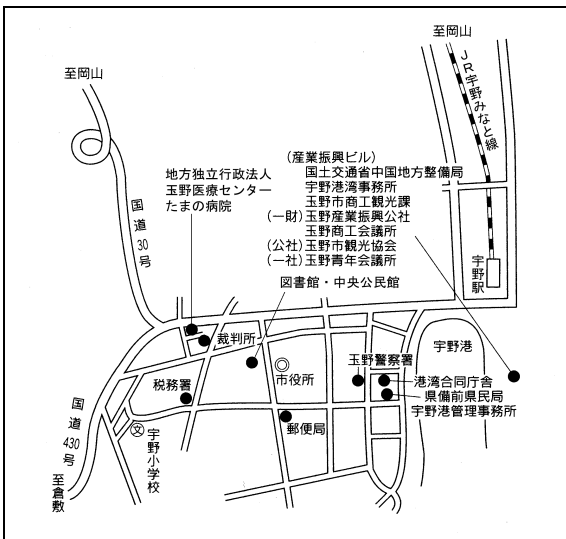 至岡山
至岡山
JR宇野みなと線
(産業振興ビル)
国土交通省中国地方整備局
宇野港湾事務所
玉野市商工観光課
(一財)玉野産業振興公社
玉野商工会議所
(公社)玉野市観光協会
(一社)玉野青年会議所
地方独立行政法人
玉野医療センター
たまの病院
国道30号
宇野駅
図書館・中央公民館
裁判所
宇野港
市役所
玉野警察署
税務署
港湾合同庁舎
県備前県民局
宇野港管理事務所
郵便局
文
宇野小学校
国道430号
至倉敷